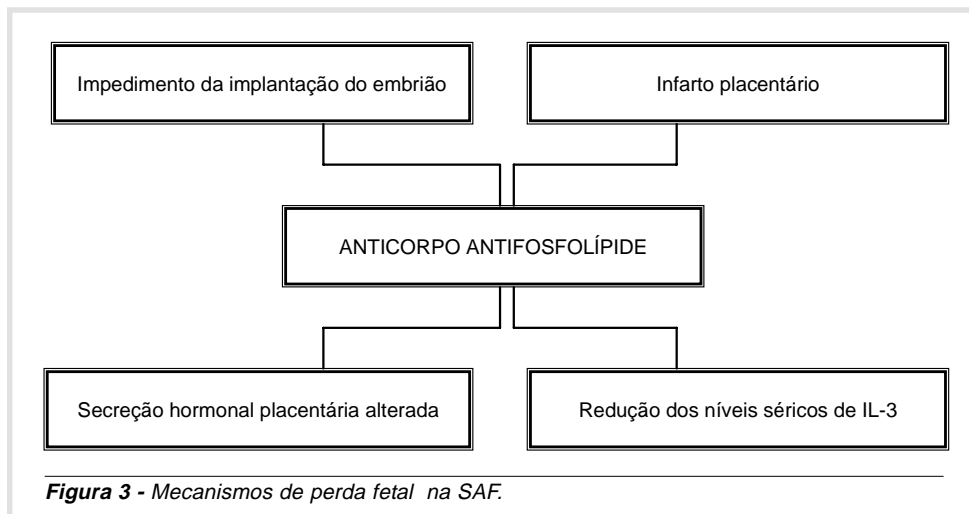 Impedimento da implantação do embrião
Infarto placentário
ANTICORPO ANTIFOSFOLÍPIDE
Secreção hormonal placentária alterada
Redução dos níveis séricos de IL-3
Figura 3 - Mecanismos de perda fetal na SAF.